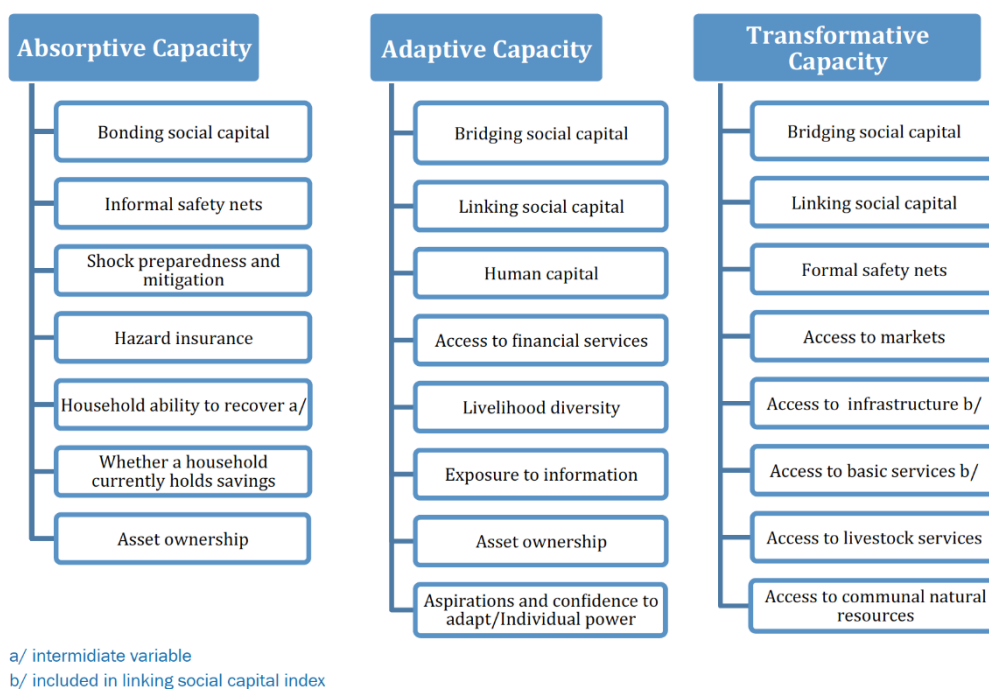 Absorptive Capacity
Bonding social capital
Informal safety nets
Shock preparedness and
mitigation
Hazard insurance
Household ability to recover a/
Whether a household
currently holds savings
Asset ownership
Adaptive Capacity
Bridging social capital
Linking social capital
Human capital
Access to financial services
Livelihood diversity
Exposure to information
Asset ownership
Aspirations and confidence to
adapt/Individual power
Transformative
Capacity
Bridging social capital
Linking social capital
Formal safety nets
Access to markets
Access to infrastructure b/
Access to basic services b/
Access to livestock services
Access to communal natural
resources
a/ intermidiate variable
b/ included in linking social capital index